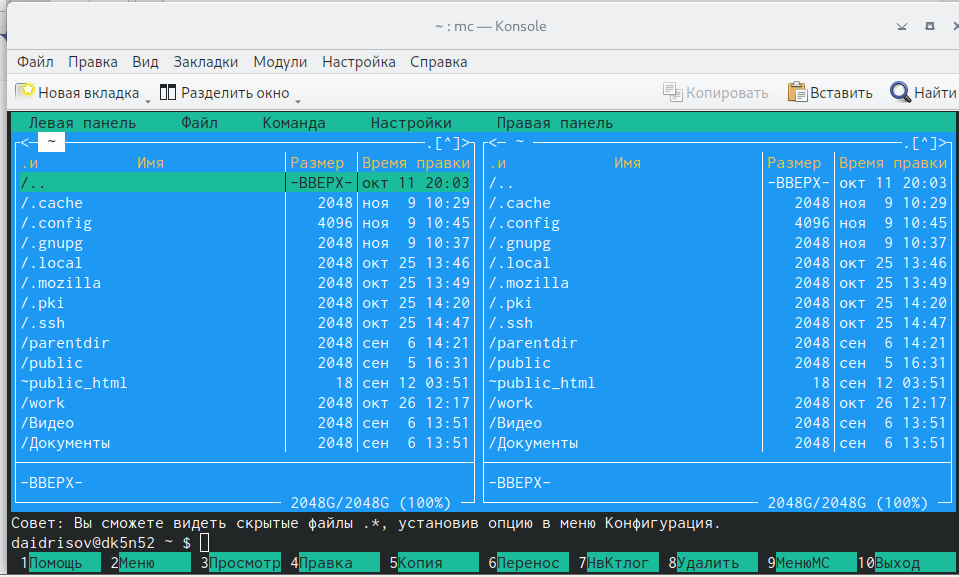 ~ : mc — Konsole
Файл Правка Вид Закладки Модули Настройка Справка
Новая вкладка Разделить окно Копировать Вставить Найти
Левая панель Файл Команда Настройки Правая панель
<─ ~ ─.[^]>┐ <─ ~ ─.[^]>┐
.и Имя Размер Время правки .и Имя Размер Время правки
/.. -ВВЕРХ- окт 11 20:03 /.. -ВВЕРХ- окт 11 20:03
/.cache 2048 ноя 9 10:29 /.cache 2048 ноя 9 10:29
/.config 4096 ноя 9 10:45 /.config 4096 ноя 9 10:45
/.gnupg 2048 ноя 9 10:37 /.gnupg 2048 ноя 9 10:37
/.local 2048 окт 25 13:46 /.local 2048 окт 25 13:46
/.mozilla 2048 окт 25 13:49 /.mozilla 2048 окт 25 13:49
/.pki 2048 окт 25 14:20 /.pki 2048 окт 25 14:20
/.ssh 2048 окт 25 14:47 /.ssh 2048 окт 25 14:47
/parentdir 2048 сен 6 14:21 /parentdir 2048 сен 6 14:21
/public 2048 сен 5 16:31 /public 2048 сен 5 16:31
~public_html 18 сен 12 03:51 ~public_html 18 сен 12 03:51
/work 2048 окт 26 12:17 /work 2048 окт 26 12:17
/Видео 2048 сен 6 13:51 /Видео 2048 сен 6 13:51
/Документы 2048 сен 6 13:51 /Документы 2048 сен 6 13:51
-ВВЕРХ- -ВВЕРХ-
2048G/2048G (100%) 2048G/2048G (100%)
Совет: Вы сможете видеть скрытые файлы .*, установив опцию в меню Конфигурация.
daidrisov@dk5n52 ~ $
1Помощь 2Меню 3Просмотр 4Правка 5Копия 6Перенос 7НвКтлог 8Удалить 9МенюМС 10Выход